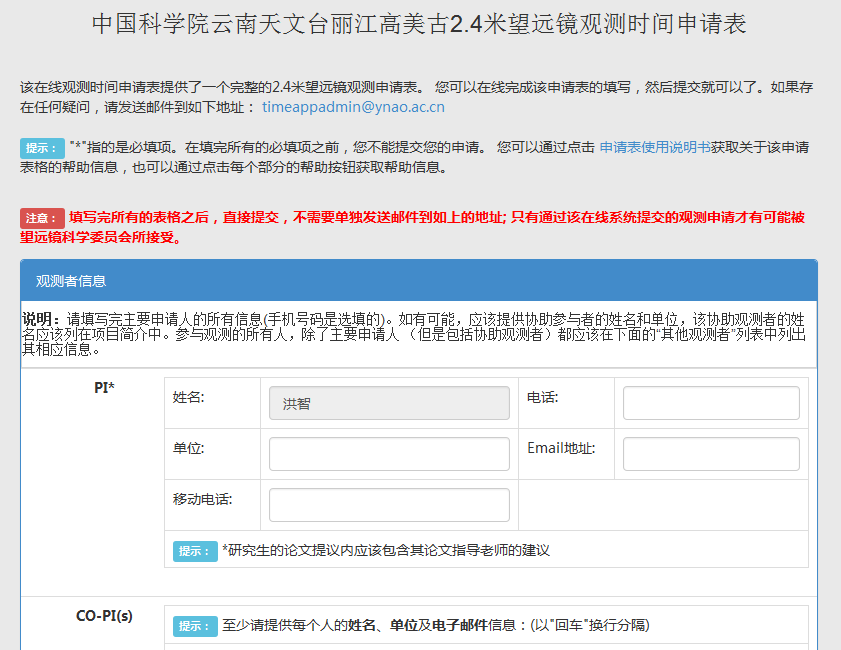 中国科学院云南天文台丽江高美古2.4米望远镜观测时间申请表
该在线观测时间申请表提供了一个完整的2.4米望远镜观测申请表。 您可以在线完成该申请表的填写，然后提交就可以了。如果存
在任何疑问，请发送邮件到如下地址： timeappadmin@ynao.ac.cn
提示： "*"指的是必填项。在填完所有的必填项之前，您不能提交您的申请。 您可以通过点击 申请表使用说明书获取关于该申请
表格的帮助信息，也可以通过点击每个部分的帮助按钮获取帮助信息。
注意： 填写完所有的表格之后，直接提交，不需要单独发送邮件到如上的地址; 只有通过该在线系统提交的观测申请才有可能被
望远镜科学委员会所接受。
观测者信息
说明：请填写完主要申请人的所有信息(手机号码是选填的)。如有可能，应该提供协助参与者的姓名和单位，该协助观测者的姓
名应该列在项目简介中。参与观测的所有人，除了主要申请人 （但是包括协助观测者）都应该在下面的"其他观测者"列表中列出
其相应信息。
PI* 姓名: 洪智 电话:
单位: Email地址:
移动电话:
提示： *研究生的论文提议内应该包含其论文指导老师的建议
CO-PI(s) 提示： 至少请提供每个人的姓名、单位及电子邮件信息：(以"回车"换行分隔)